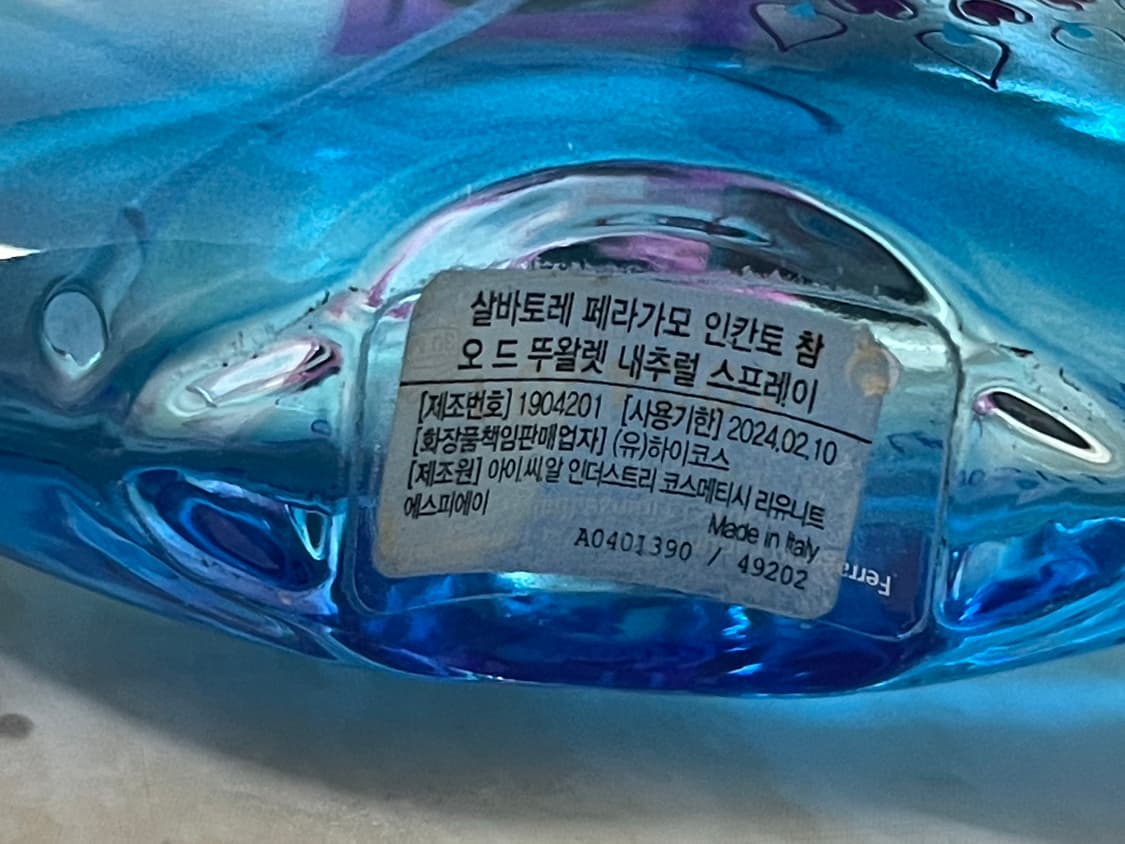 살바토레 페라가모 인칸토 참
오 드 뚜왈렛 내추럴 스프레이
[제조번호] 1904201 [사용기한] 2024.02.10
[화장품책임판매업자] (유)하이코스
[제조원] 아이.씨.알 인더스트리 코스메티시 리유니트
에스피에이
Made in Italy
A0401390 / 49202